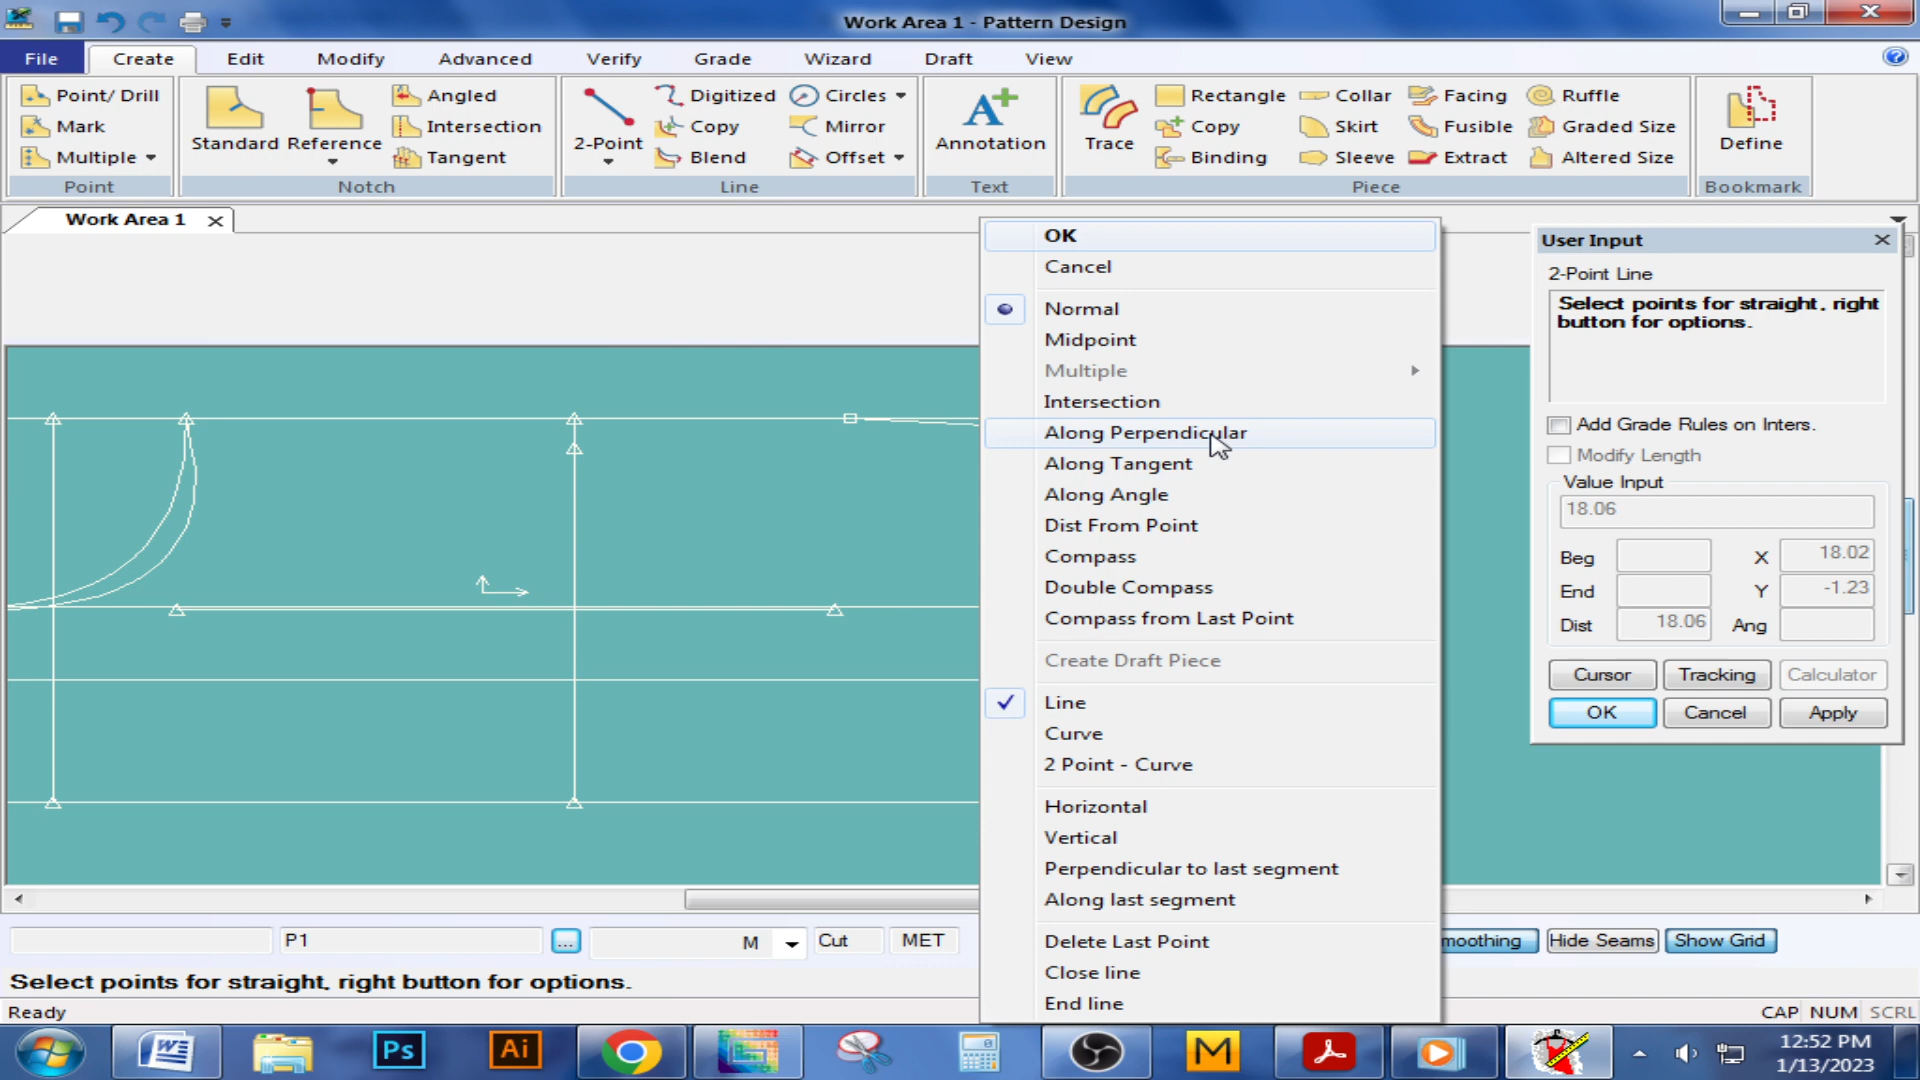 Work Area 1 - Pattern Design
File Create Edit Modify Advanced Verify Grade Wizard Draft View
Point/ Drill
Mark
Multiple
Point
Standard
Reference
Angled
Intersection
Tangent
Notch
2-Point
Digitized
Copy
Blend
Circles
Mirror
Offset
Line
Annotation
Text
Trace
Rectangle
Copy
Binding
Collar
Skirt
Sleeve
Facing
Fusible
Extract
Ruffle
Graded Size
Altered Size
Piece
Define
Bookmark
Work Area 1
OK
Cancel
Normal
Midpoint
Multiple
Intersection
Along Perpendicular
Along Tangent
Along Angle
Dist From Point
Compass
Double Compass
Compass from Last Point
Create Draft Piece
Line
Curve
2 Point - Curve
Horizontal
Vertical
Perpendicular to last segment
Along last segment
Delete Last Point
Close line
End line
User Input
2-Point Line
Select points for straight, right
button for options.
Add Grade Rules on Inters.
Modify Length
Value Input
18.06
Beg X 18.02
End Y -1.23
Dist 18.06 Ang
Cursor Tracking Calculator
OK Cancel Apply
P1 ... M Cut MET moothing Hide Seams Show Grid
Select points for straight, right button for options.
Ready CAP NUM SCRL
Ps Ai M
12:52 PM
1/13/2023